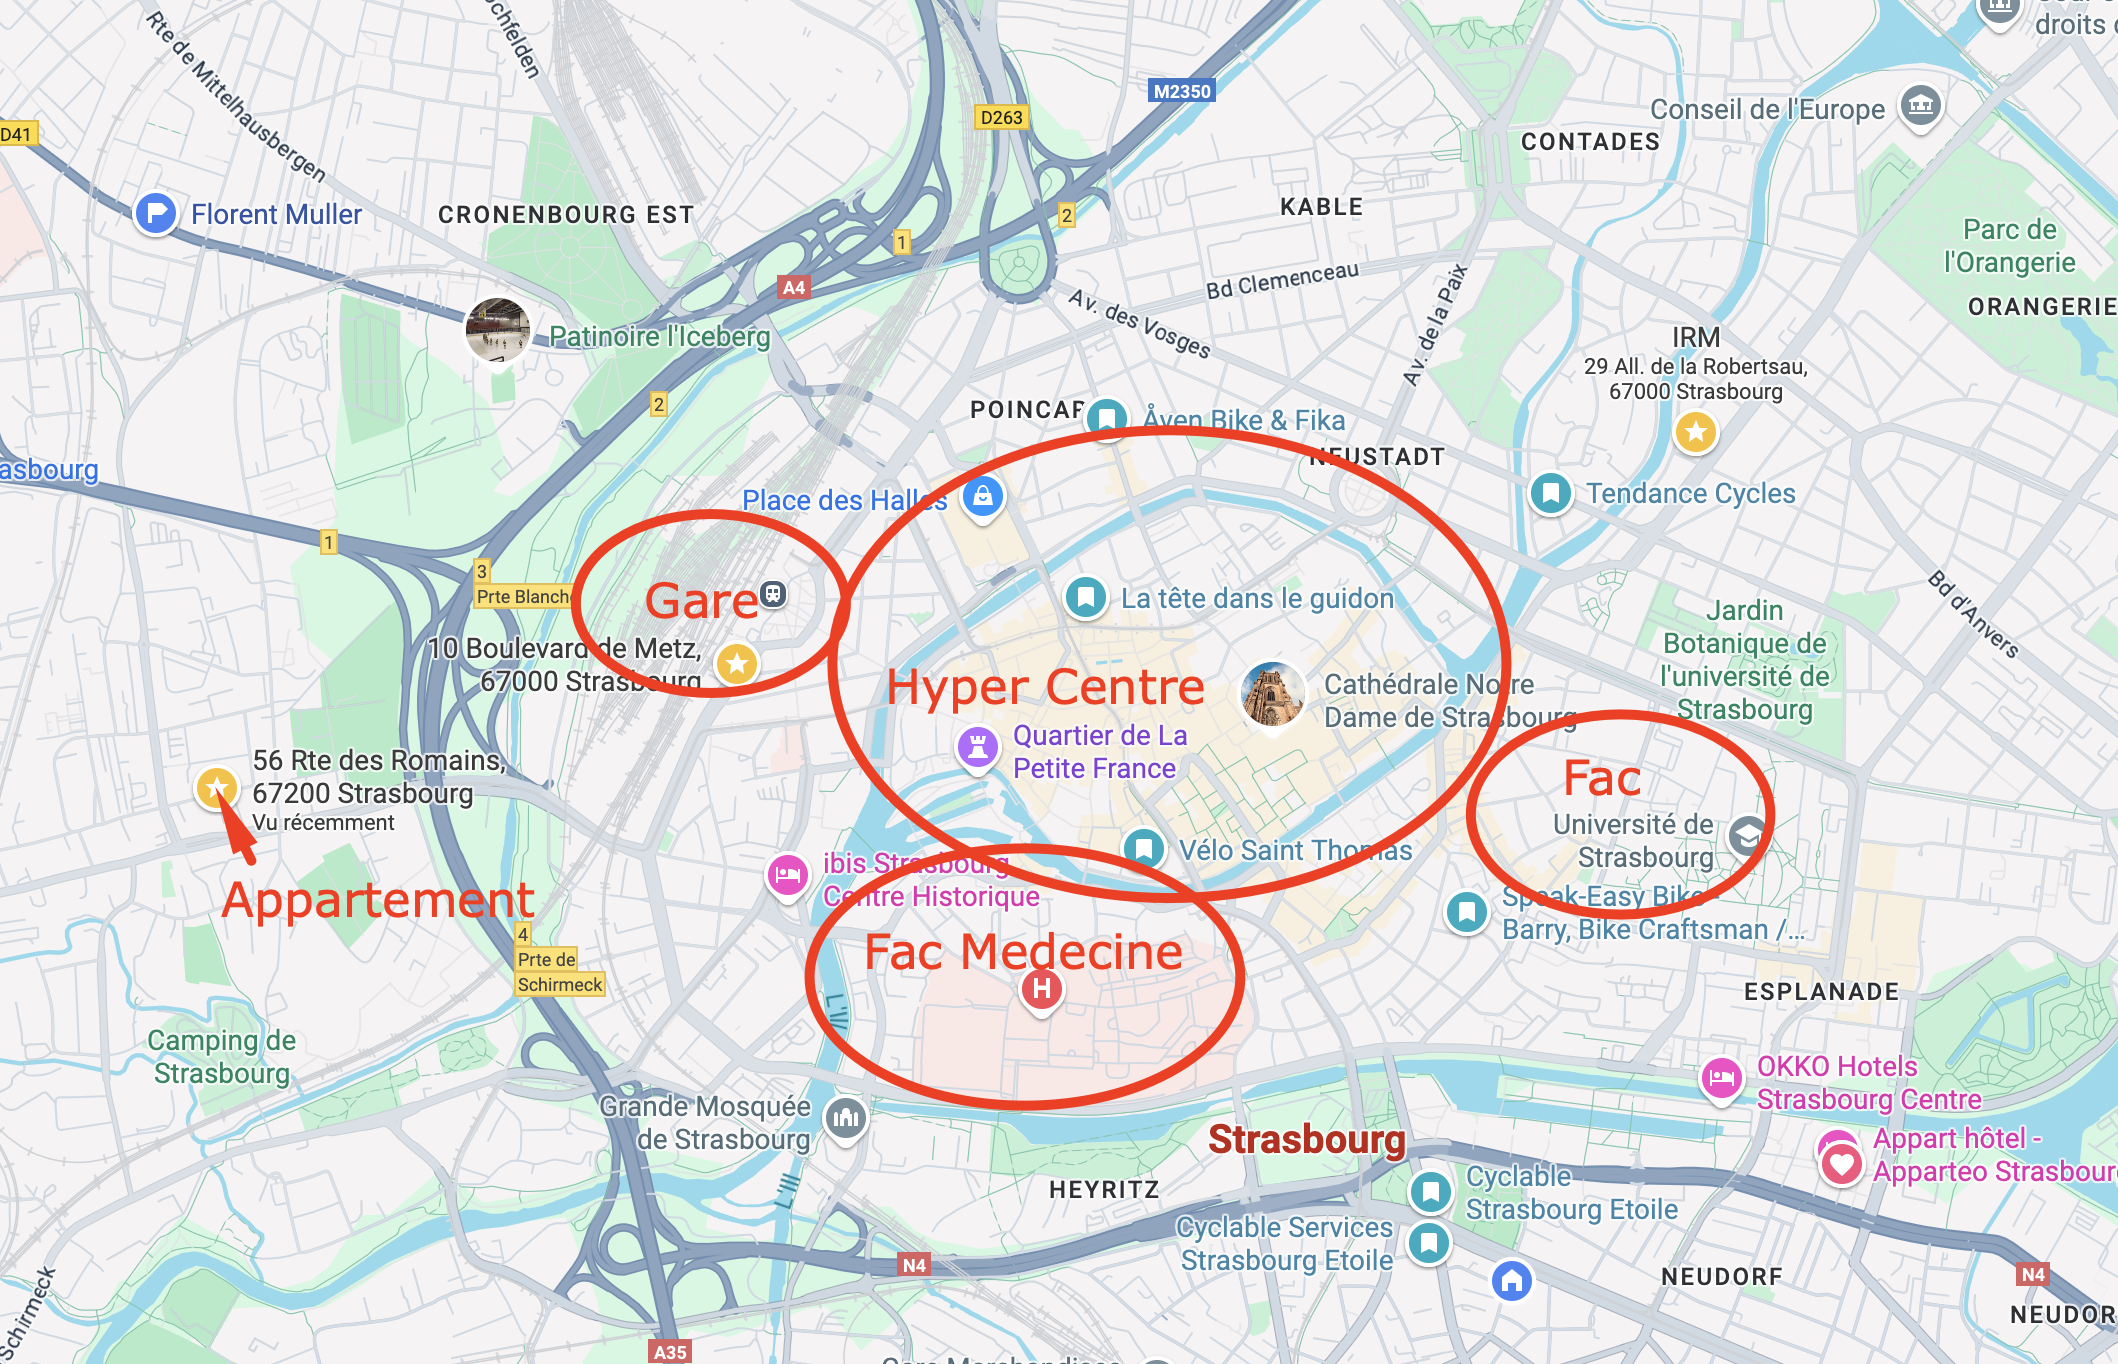 droits d
Rte de Mittelhausbergen
ochfelden
D41
M2350
D263
Conseil de l'Europe
CONTADES
Florent Muller
CRONENBOURG EST
2
1
KABLE
Parc de
l'Orangerie
A4
Bd Clemenceau
Av. des Vosges
Av. de la Paix
ORANGERIE
Patinoire l'Iceberg
IRM
29 All. de la Robertsau,
67000 Strasbourg
2
POINCAR
Åven Bike & Fika
NEUSTADT
asbourg
Place des Halles
Tendance Cycles
1
3
Prte Blanche
Gare
La tête dans le guidon
Bd d'Anvers
Jardin
Botanique de
l'université de
Strasbourg
10 Boulevard de Metz,
67000 Strasbourg
Hyper Centre
Cathédrale Notre
Dame de Strasbourg
Quartier de La
Petite France
56 Rte des Romains,
67200 Strasbourg
Vu récemment
Fac
Université de
Strasbourg
Vélo Saint Thomas
ibis Strasbourg
Centre Historique
Appartement
Speak-Easy Bike -
Barry, Bike Craftsman /...
4
Prte de
Schirmeck
Fac Medecine
H
ESPLANADE
L'Ill
Camping de
Strasbourg
OKKO Hotels
Strasbourg Centre
Grande Mosquée
de Strasbourg
Strasbourg
Appart hôtel -
Apparteo Strasbour
HEYRITZ
L'Ill
Cyclable
Strasbourg Etoile
Cyclable Services
Strasbourg Etoile
N4
NEUDORF
N4
NEUDOR
Schirmeck
A35